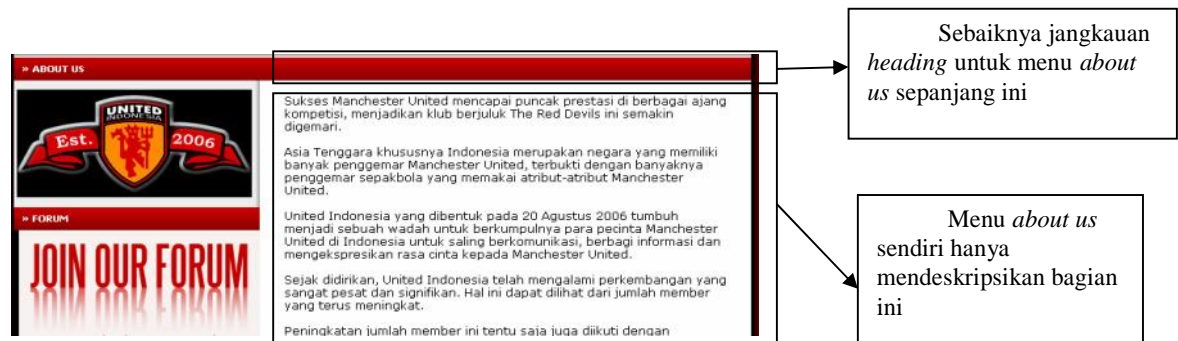 » ABOUT US
UNITED
INDONESIA
Est. 2006
» FORUM
JOIN OUR FORUM
Sukses Manchester United mencapai puncak prestasi di berbagai ajang
kompetisi, menjadikan klub berjuluk The Red Devils ini semakin
digemari.
Asia Tenggara khususnya Indonesia merupakan negara yang memiliki
banyak penggemar Manchester United, terbukti dengan banyaknya
penggemar sepakbola yang memakai atribut-atribut Manchester
United.
United Indonesia yang dibentuk pada 20 Agustus 2006 tumbuh
menjadi sebuah wadah untuk berkumpulnya para pecinta Manchester
United di Indonesia untuk saling berkomunikasi, berbagi informasi dan
mengekspresikan rasa cinta kepada Manchester United.
Sejak didirikan, United Indonesia telah mengalami perkembangan yang
sangat pesat dan signifikan. Hal ini dapat dilihat dari jumlah member
yang terus meningkat.
Peningkatan jumlah member ini tentu saja juga diikuti dengan
Sebaiknya jangkauan
heading untuk menu about
us sepanjang ini
Menu about us
sendiri hanya
mendeskripsikan bagian
ini